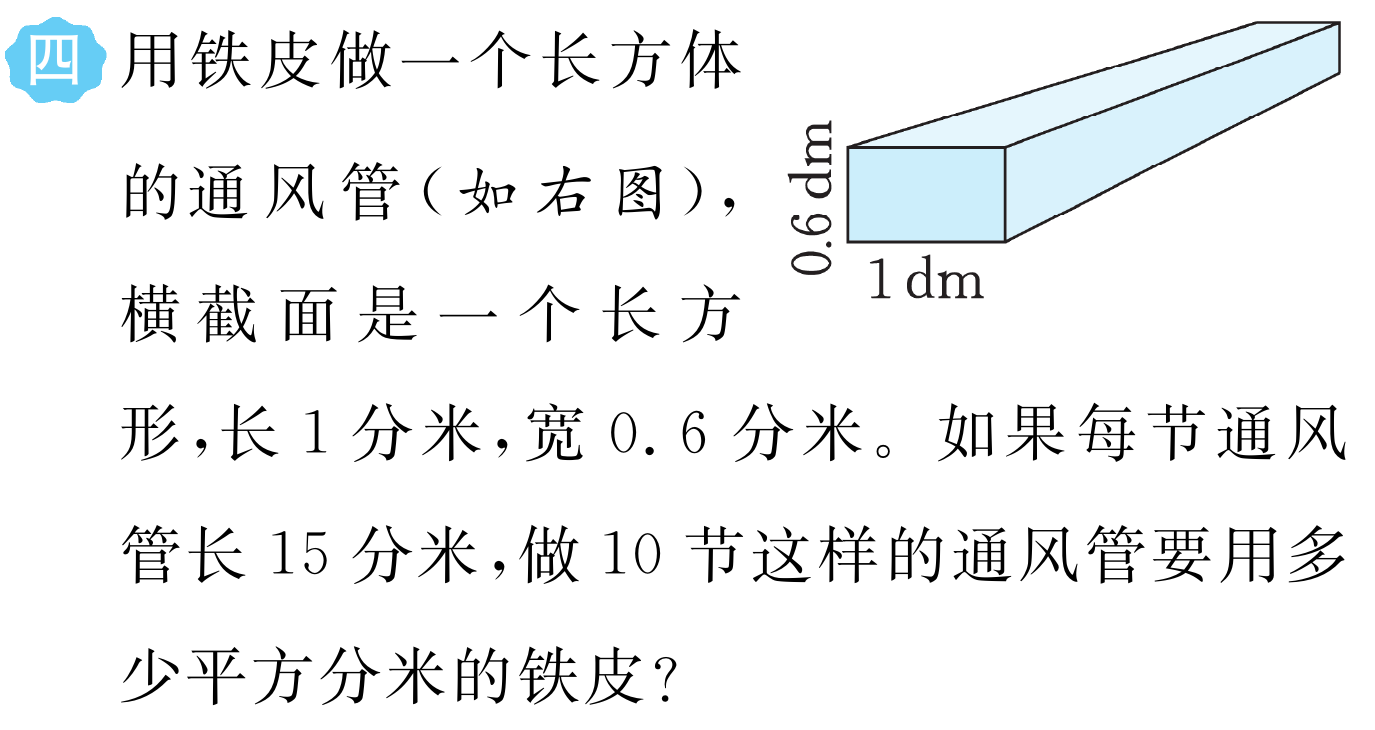 四 用铁皮做一个长方体
的通风管(如右图),
横截面是一个长方
形,长1分米,宽0.6分米。如果每节通风
管长15分米,做10节这样的通风管要用多
少平方分米的铁皮?
0.6 dm
1 dm